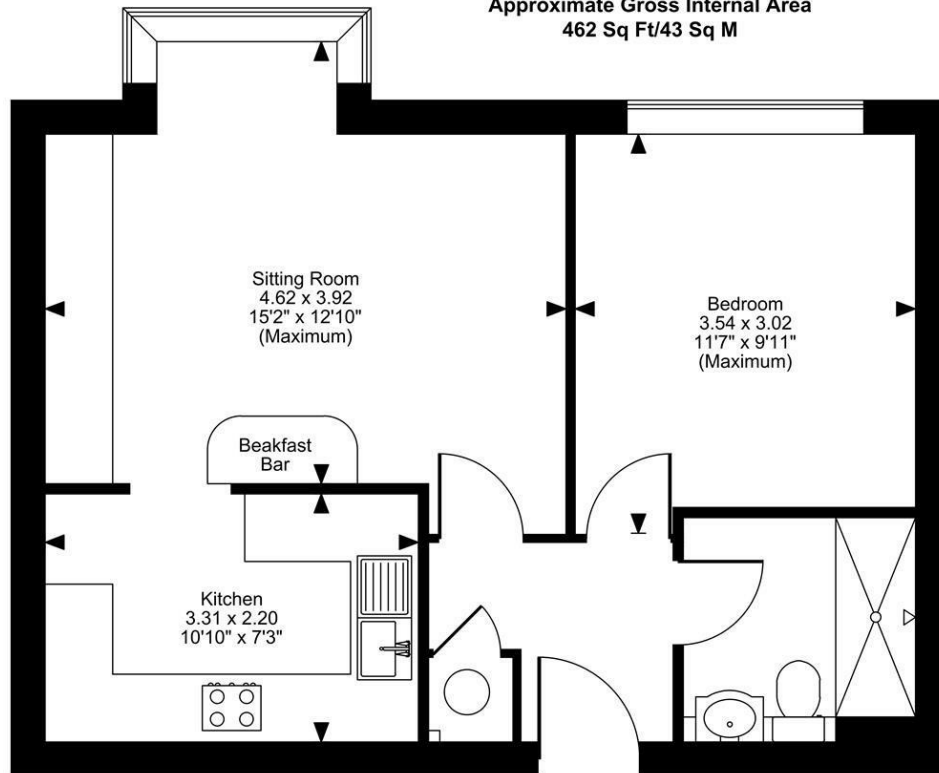 Approximate Gross Internal Area
462 Sq Ft/43 Sq M
Sitting Room
4.62 x 3.92
15'2" x 12'10"
(Maximum)
Bedroom
3.54 x 3.02
11'7" x 9'11"
(Maximum)
Beakfast
Bar
Kitchen
3.31 x 2.20
10'10" x 7'3"